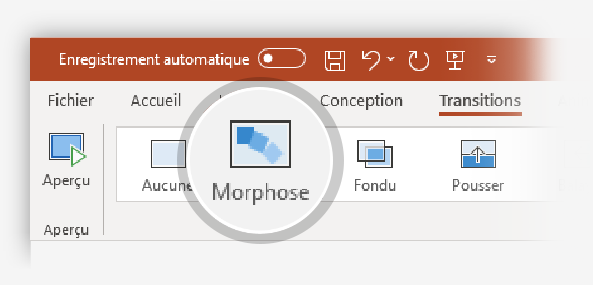 Enregistrement automatique
Fichier Accueil Conception Transitions
Aperçu Aucune Morphose Fondu Pousser
Aperçu